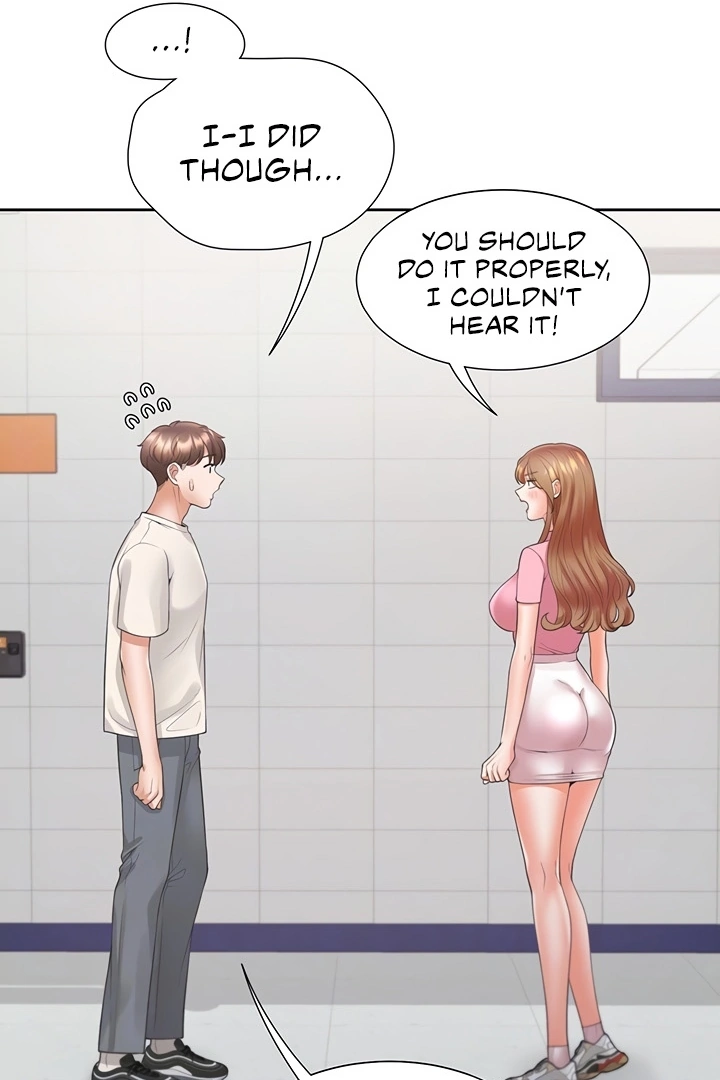 ...!
I-I DID
THOUGH...
YOU SHOULD
DO IT PROPERLY,
I COULDN'T
HEAR IT!